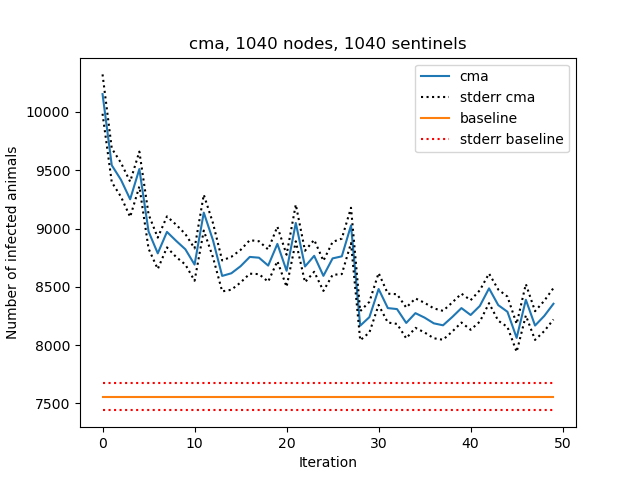 cma, 1040 nodes, 1040 sentinels
cma
stderr cma
baseline
stderr baseline
Number of infected animals
10000
9500
9000
8500
8000
7500
0 10 20 30 40 50
Iteration